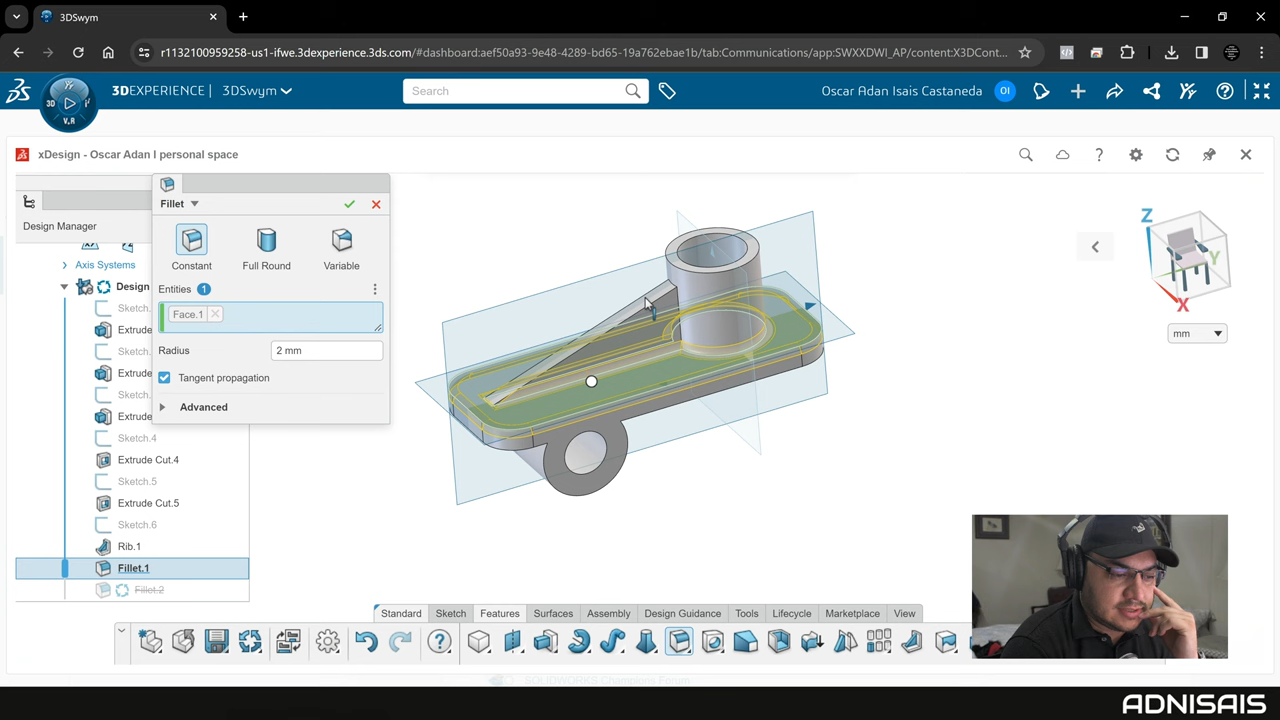 3DSwym
r1132100959258-us1-ifwe.3dexperience.3ds.com/#dashboard:aef50a93-9e48-4289-bd65-19a762ebae1b/tab:Communications/app:SWXXDWI_AP/content:X3DCont...
3D
V.R
3DEXPERIENCE | 3DSwym
Search
Oscar Adan Isais Castaneda
OI
xDesign - Oscar Adan I personal space
Design Manager
Axis Systems
Design
Sketch.
Extrude
Sketch.
Extrude
Sketch.
Extrude
Sketch.4
Extrude Cut.4
Sketch.5
Extrude Cut.5
Sketch.6
Rib.1
Fillet.1
Fillet.2
Fillet
Constant
Full Round
Variable
Entities 1
Face.1
Radius
2 mm
Tangent propagation
Advanced
Z
Y
X
mm
Standard
Sketch
Features
Surfaces
Assembly
Design Guidance
Tools
Lifecycle
Marketplace
View
SOLIDWORKS Champions Forum
ADNISAIS